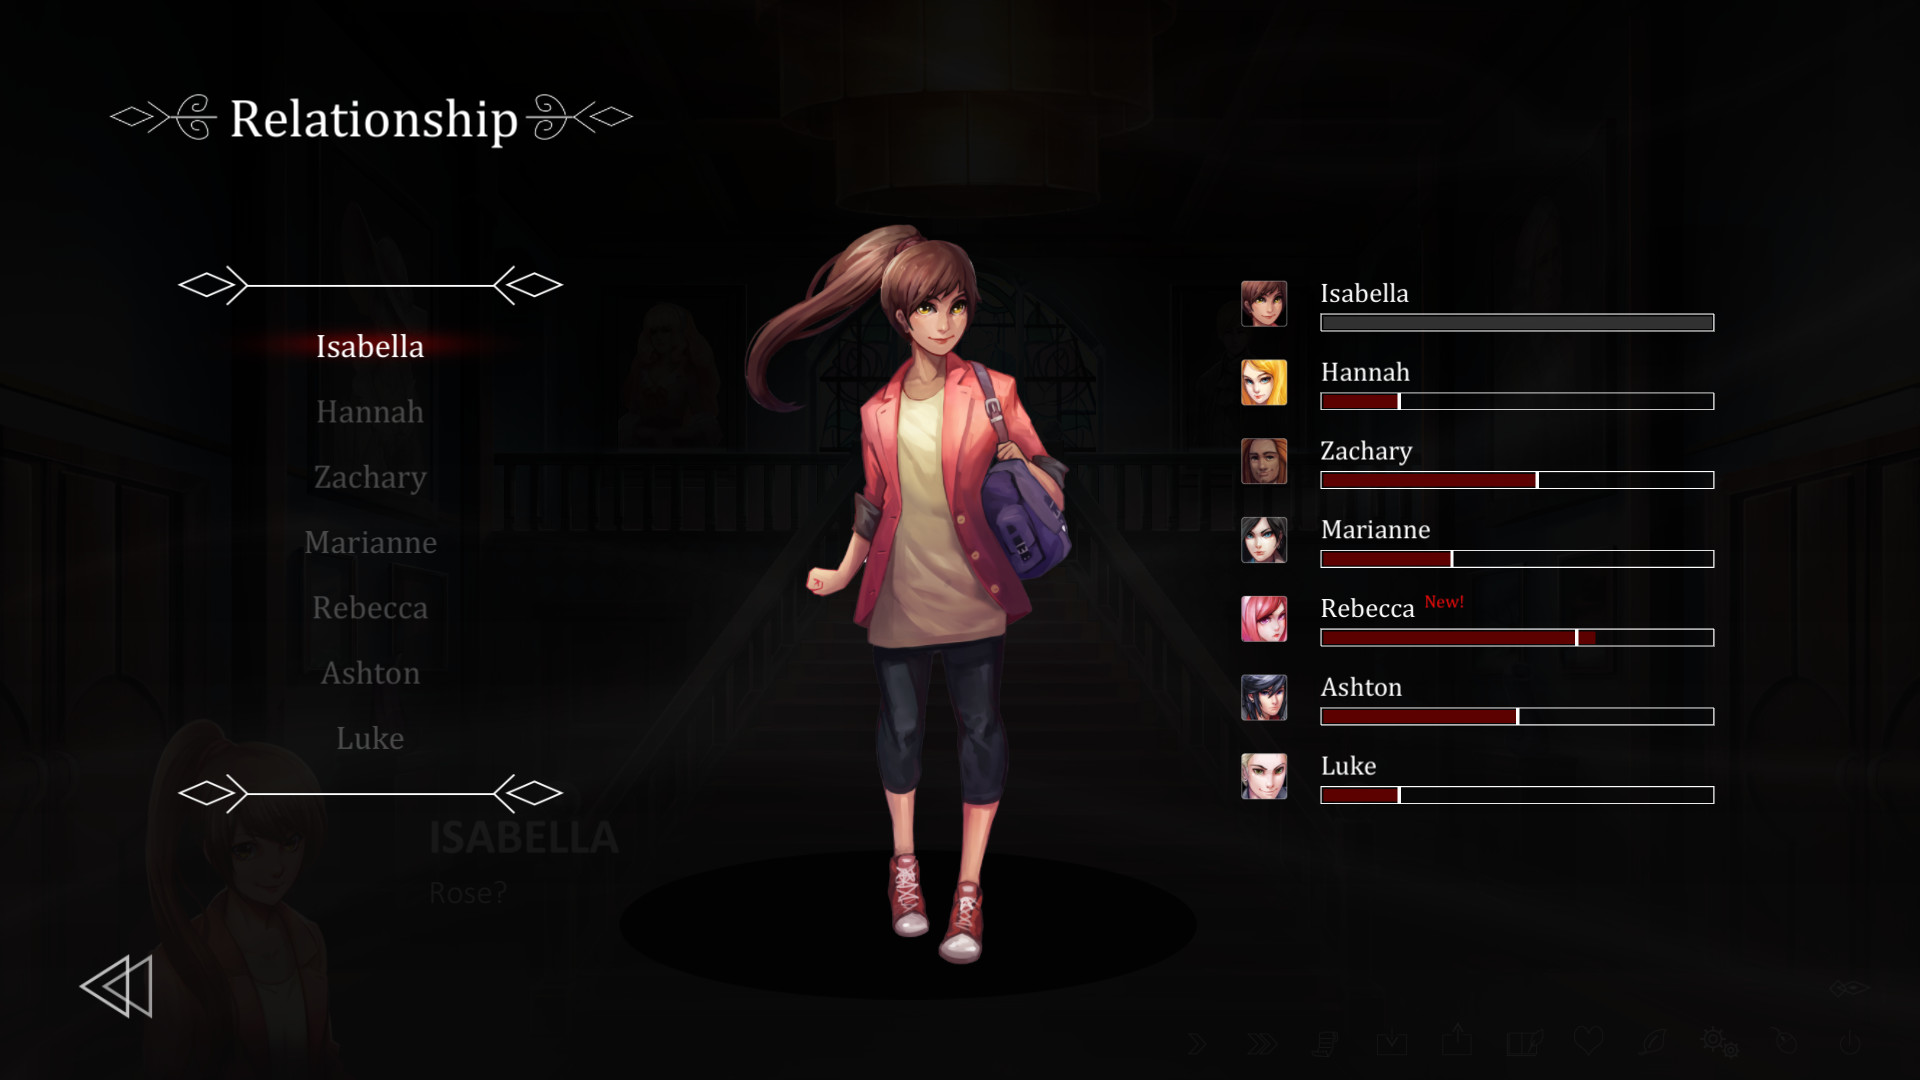 Relationship
Isabella
Hannah
Zachary
Marianne
Rebecca
Ashton
Luke
Isabella
Hannah
Zachary
Marianne
Rebecca New!
Ashton
Luke
ISABELLA
Rose?